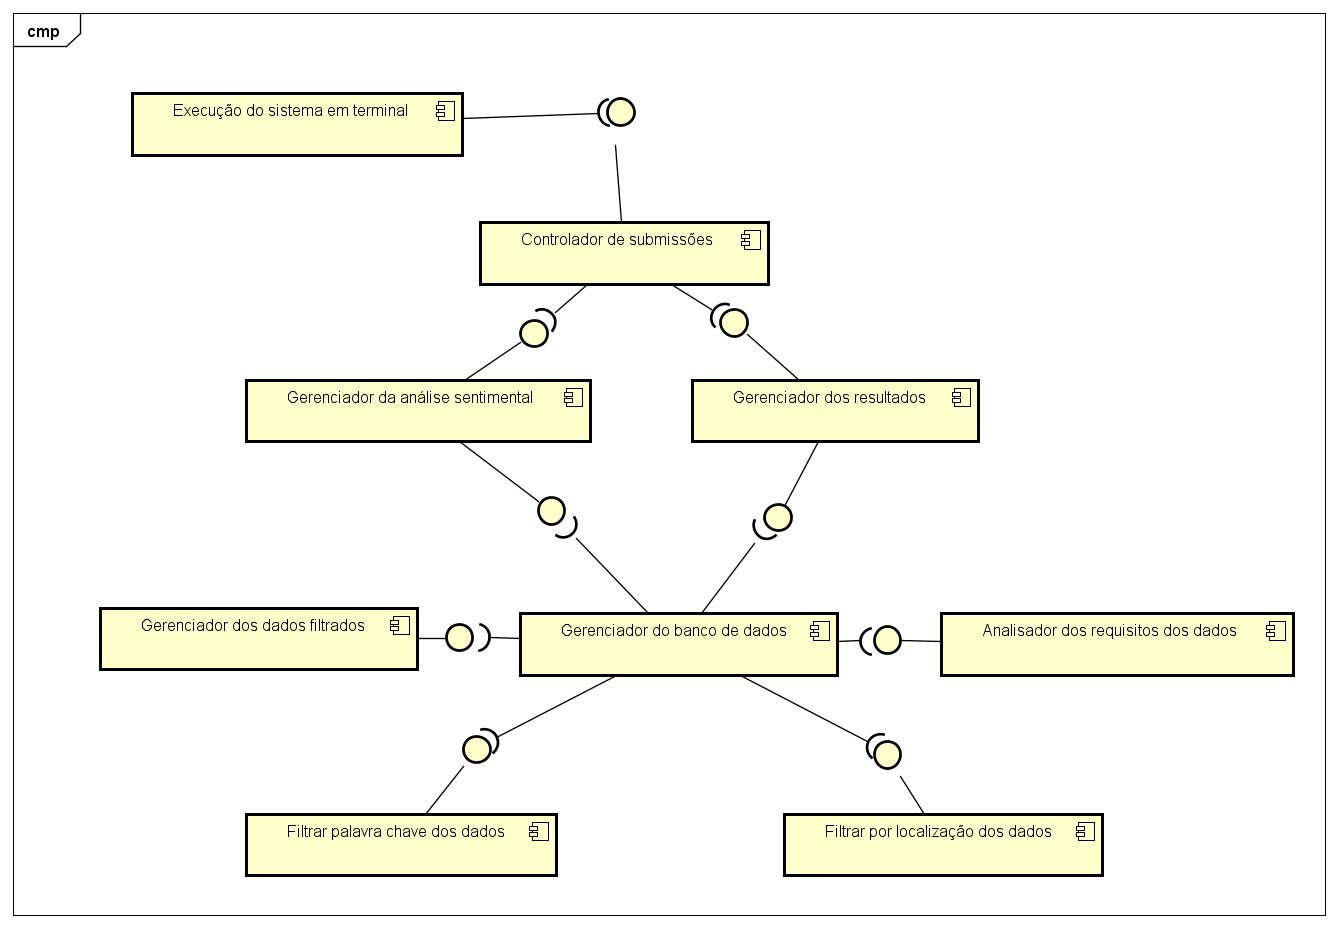 cmp
Execução do sistema em terminal
Controlador de submissões
Gerenciador da análise sentimental
Gerenciador dos resultados
Gerenciador dos dados filtrados
Gerenciador do banco de dados
Analisador dos requisitos dos dados
Filtrar palavra chave dos dados
Filtrar por localização dos dados